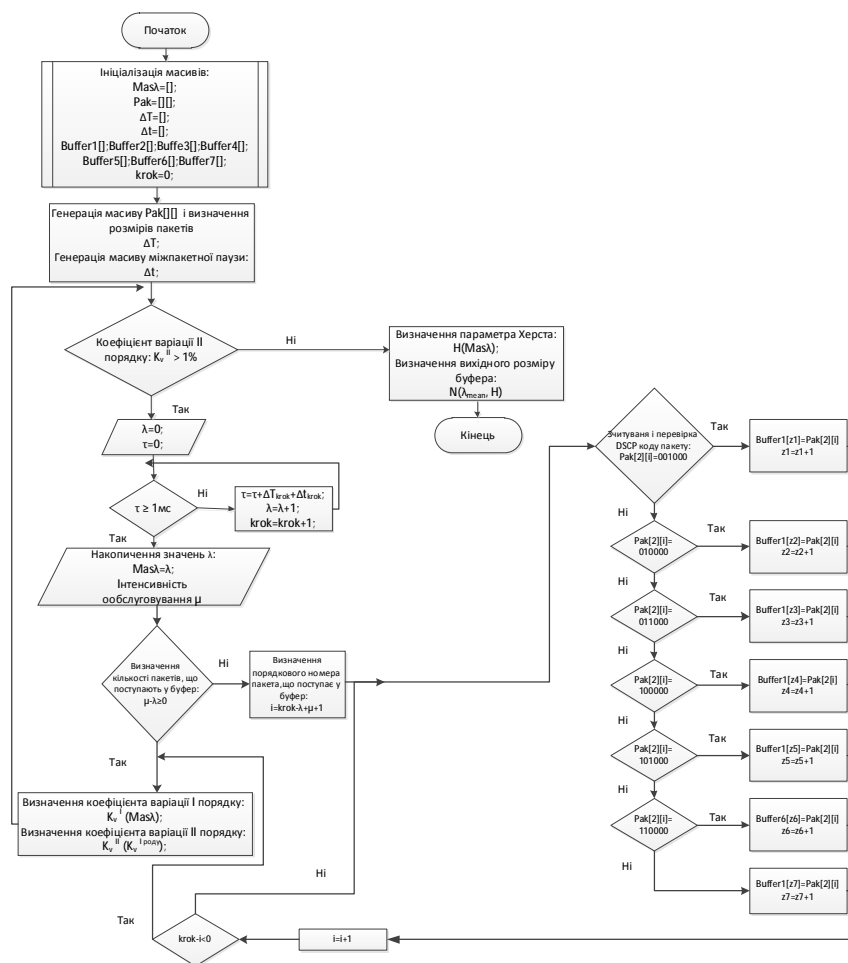 Початок
Ініціалізація масивів:
Masλ=[];
Pak=[][];
ΔT=[];
Δt=[];
Buffer1[];Buffer2[];Buffe3[];Buffer4[];
Buffer5[];Buffer6[];Buffer7[];
krok=0;
Генерація масиву Pak[][] і визначення
розмірів пакетів
ΔT;
Генерація масиву міжпакетної паузи:
Δt;
Коефіцієнт варіації II
порядку: Kv II > 1%
Ні
Визначення параметра Херста:
H(Masλ);
Визначення вихідного розміру
буфера:
N(λmean, H)
Кінець
Так
λ=0;
τ=0;
τ ≥ 1мс
Ні
τ=τ+ΔTkrok+Δtkrok;
λ=λ+1;
krok=krok+1;
Так
Накопичення значень λ:
Masλ=λ;
Інтенсивність
ообслуговування μ
Визначення
кількості пакетів, що
поступають у буфер:
μ-λ≥0
Ні
Визначення
порядкового номера
пакета,що поступає у
буфер:
i=krok-λ+μ+1
Так
Визначення коефіцієнта варіації I порядку:
Kv I (Masλ);
Визначення коефіцієнта варіації II порядку:
Kv II (Kv I роду);
Ні
Так
krok-i<0
i=i+1
Зчитуваня і перевірка
DSCP коду пакету:
Pak[2][i]=001000
Так
Buffer1[z1]=Pak[2][i]
z1=z1+1
Ні
Pak[2][i]=
010000
Так
Buffer1[z2]=Pak[2][i]
z2=z2+1
Ні
Pak[2][i]=
011000
Так
Buffer1[z3]=Pak[2][i]
z3=z3+1
Ні
Pak[2][i]=
100000
Так
Buffer1[z4]=Pak[2[i]
z4=z4+1
Ні
Pak[2][i]=
101000
Так
Buffer1[z5]=Pak[2][i]
z5=z5+1
Ні
Pak[2][i]=
110000
Так
Buffer6[z6]=Pak[2][i]
z6=z6+1
Ні
Buffer1[z7]=Pak[2][i]
z7=z7+1